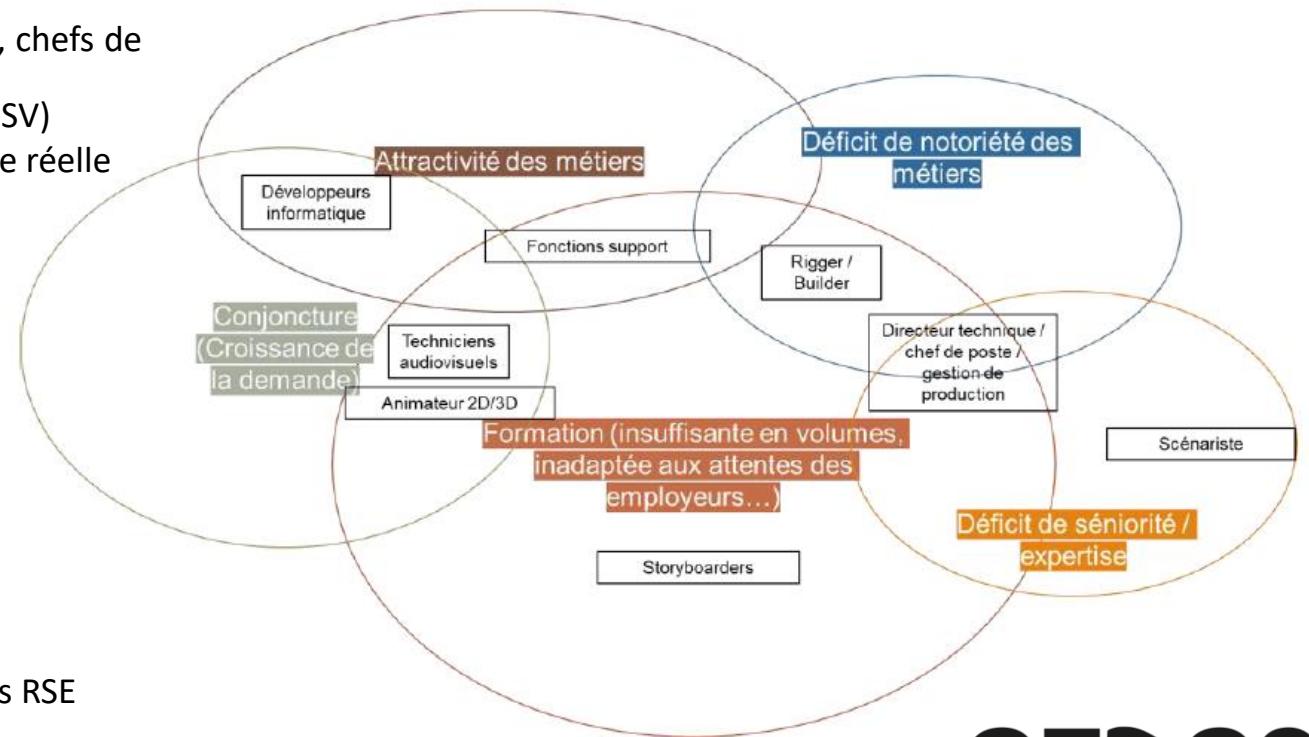 , chefs de
SV)
e réelle
Attractivité des métiers
Déficit de notoriété des
métiers
Développeurs
informatique
Fonctions support
Rigger /
Builder
Conjoncture
(Croissance de
la demande)
Techniciens
audiovisuels
Directeur technique /
chef de poste /
gestion de
production
Animateur 2D/3D
Formation (insuffisante en volumes,
inadaptée aux attentes des
employeurs…)
Scénariste
Déficit de séniorité /
expertise
Storyboarders
s RSE